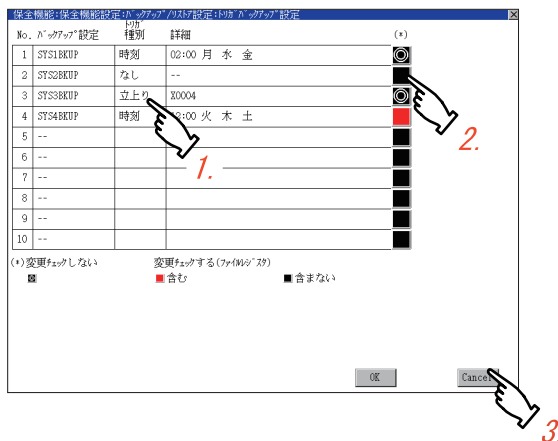 保全機能:保全機能設定:ﾊﾞｯｸｱｯﾌﾟ/ﾘｽﾄｱ設定:ﾄﾘｶﾞﾊﾞｯｸｱｯﾌﾟ設定
No. ﾊﾞｯｸｱｯﾌﾟ設定 ﾄﾘｶﾞ種別 詳細 (*)
1 SYS1BKUP 時刻 02:00 月 水 金
2 SYS2BKUP なし --
3 SYS3BKUP 立上り X0004
4 SYS4BKUP 時刻 :00 火 木 土
5 --
6 --
7 --
8 --
9 --
10 --
1.
2.
(*)変更ﾁｪｯｸしない 変更ﾁｪｯｸする(ﾌｧｲﾙﾚｼﾞｽﾀ)
含む 含まない
OK Cancel
3